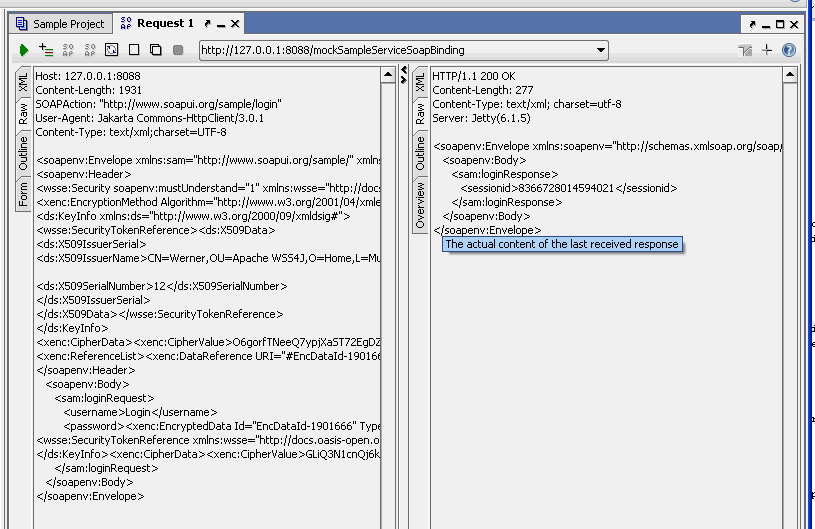 Sample Project
Request 1
http://127.0.0.1:8088/mockSampleServiceSoapBinding
XML
Raw
Outline
Form
Host: 127.0.0.1:8088
Content-Length: 1931
SOAPAction: "http://www.soapui.org/sample/login"
User-Agent: Jakarta Commons-HttpClient/3.0.1
Content-Type: text/xml;charset=UTF-8
<soapenv:Envelope xmlns:sam="http://www.soapui.org/sample/" xmlns
<soapenv:Header>
<wsse:Security soapenv:mustUnderstand="1" xmlns:wsse="http://docs
<xenc:EncryptionMethod Algorithm="http://www.w3.org/2001/04/xmle
<ds:KeyInfo xmlns:ds="http://www.w3.org/2000/09/xmldsig#">
<wsse:SecurityTokenReference><ds:X509Data>
<ds:X509IssuerSerial>
<ds:X509IssuerName>CN=Werner,OU=Apache WSS4J,O=Home,L=Mu
<ds:X509SerialNumber>12</ds:X509SerialNumber>
</ds:X509IssuerSerial>
</ds:X509Data></wsse:SecurityTokenReference>
</ds:KeyInfo>
<xenc:CipherData><xenc:CipherValue>O6gorfTNeeQ7ypjXaST72EgDZ
<xenc:ReferenceList><xenc:DataReference URI="#EncDataId-190166
</soapenv:Header>
<soapenv:Body>
<sam:loginRequest>
<username>Login</username>
<password><xenc:EncryptedData Id="EncDataId-1901666" Type
<wsse:SecurityTokenReference xmlns:wsse="http://docs.oasis-open.o
</ds:KeyInfo><xenc:CipherData><xenc:CipherValue>GLiQ3N1cnQj6k
</sam:loginRequest>
</soapenv:Body>
</soapenv:Envelope>
XML
Raw
Outline
Overview
HTTP/1.1 200 OK
Content-Length: 277
Content-Type: text/xml; charset=utf-8
Server: Jetty(6.1.5)
<soapenv:Envelope xmlns:soapenv="http://schemas.xmlsoap.org/soap/
<soapenv:Body>
<sam:loginResponse>
<sessionid>8366728014594021</sessionid>
</sam:loginResponse>
</soapenv:Body>
</soapenv:Envelope>
The actual content of the last received response